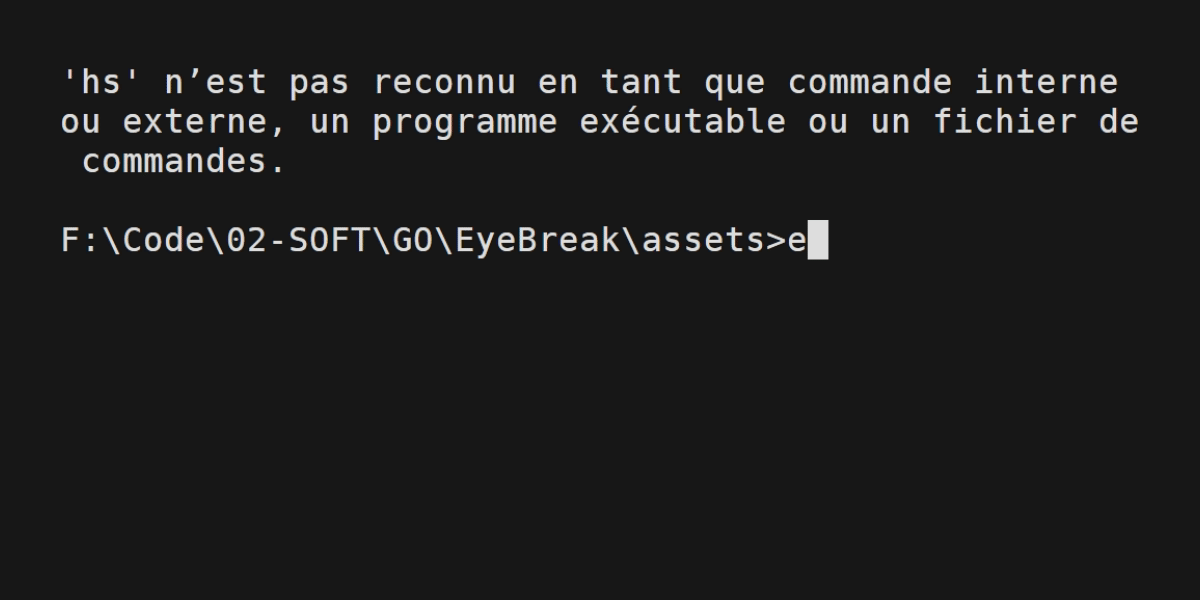 'hs' n’est pas reconnu en tant que commande interne
ou externe, un programme exécutable ou un fichier de
 commandes.
F:\Code\02-SOFT\GO\EyeBreak\assets>e